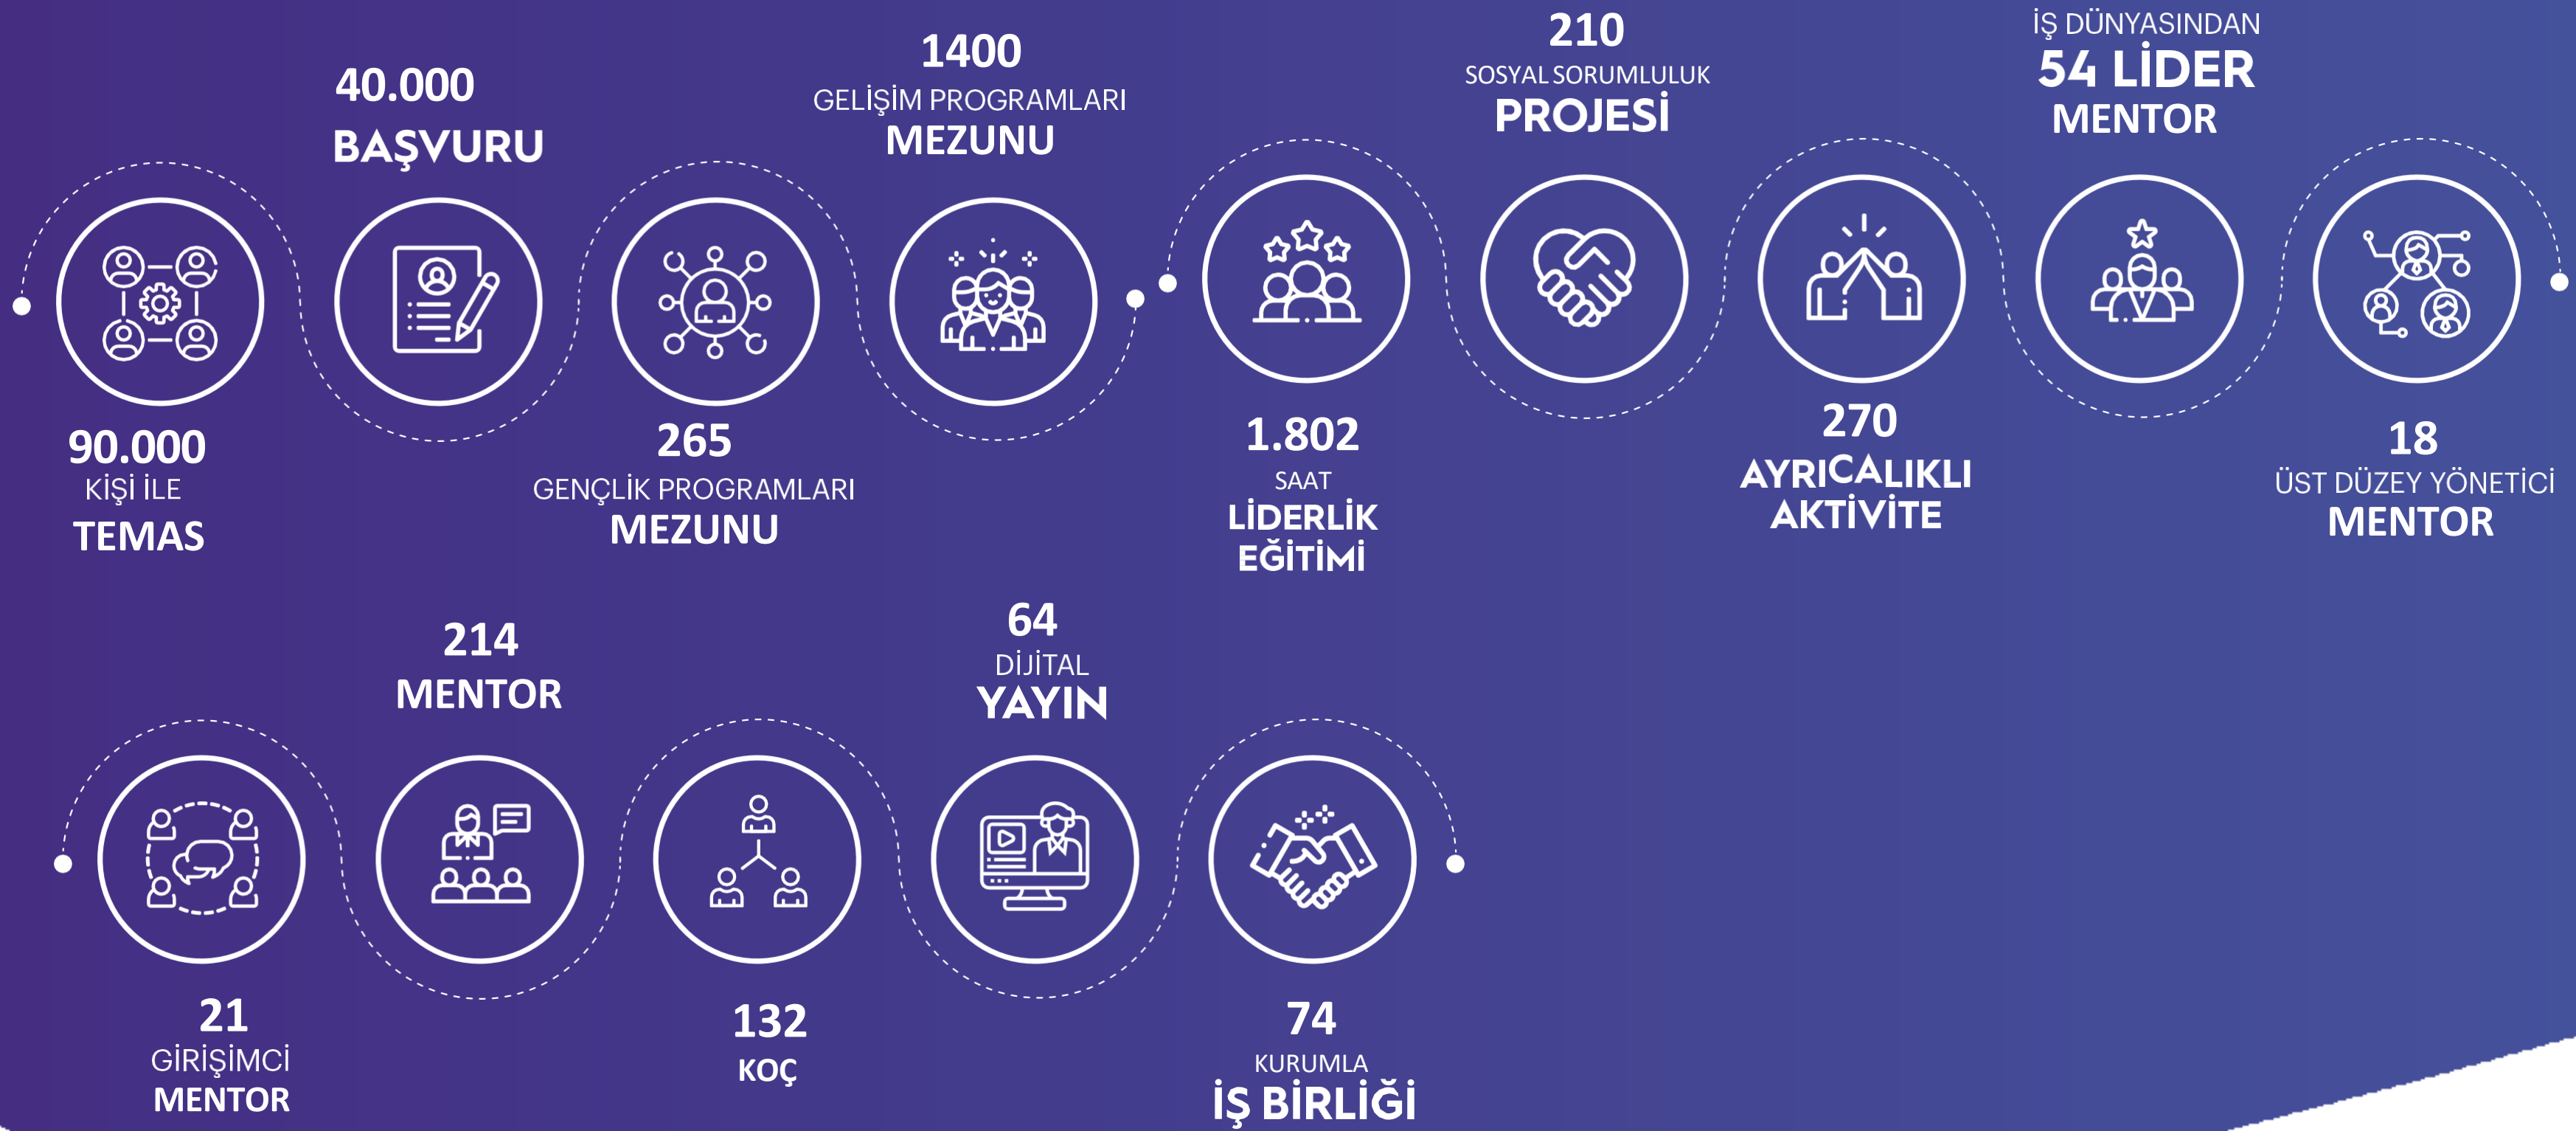 90.000
KİŞİ İLE
TEMAS
40.000
BAŞVURU
265
GENÇLİK PROGRAMLARI
MEZUNU
1400
GELİŞİM PROGRAMLARI
MEZUNU
1.802
SAAT
LİDERLİK
EĞİTİMİ
210
SOSYAL SORUMLULUK
PROJESİ
270
AYRICALIKLI
AKTİVİTE
İŞ DÜNYASINDAN
54 LİDER
MENTOR
18
ÜST DÜZEY YÖNETİCİ
MENTOR
21
GİRİŞİMCİ
MENTOR
214
MENTOR
132
KOÇ
64
DİJİTAL
YAYIN
74
KURUMLA
İŞ BİRLİĞİ